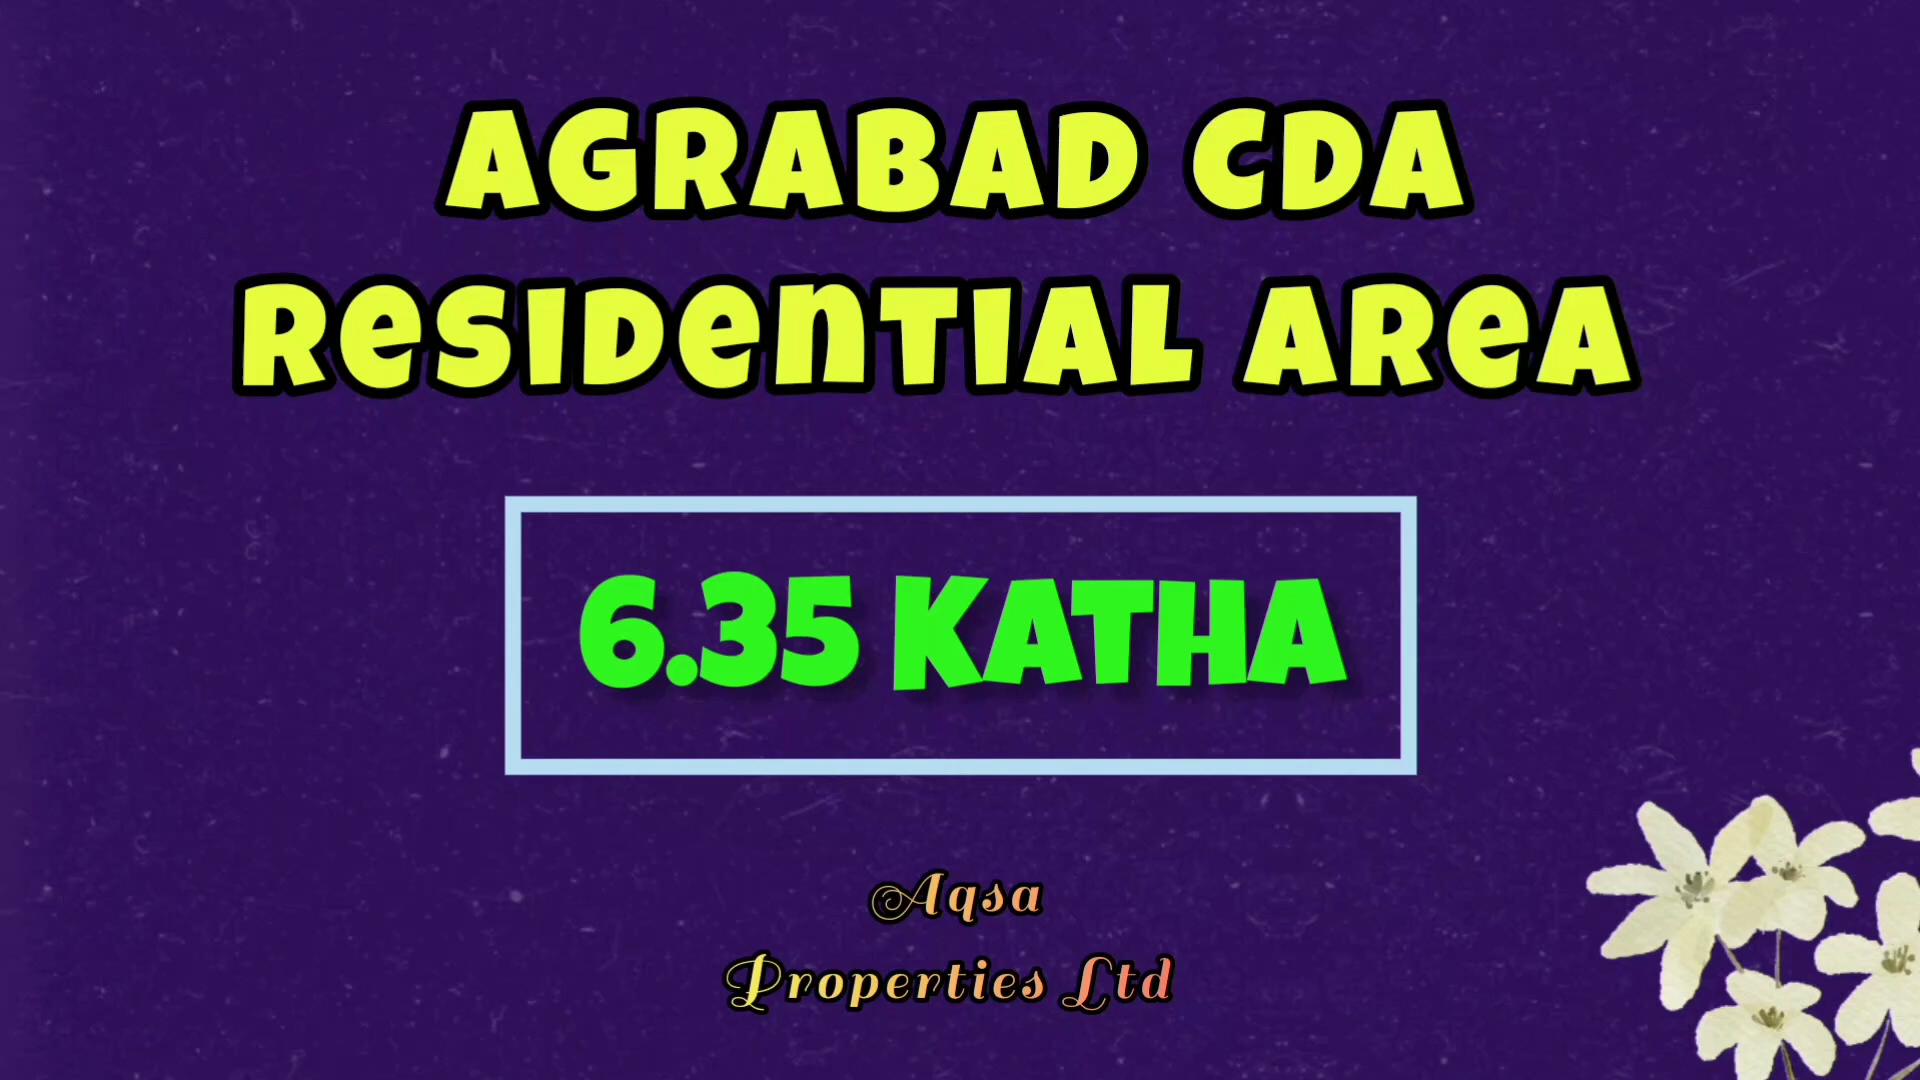 AGRABAD CDA
ReSIDenTIAL AReA
6.35 KATHA
Aqsa
Properties Ltd